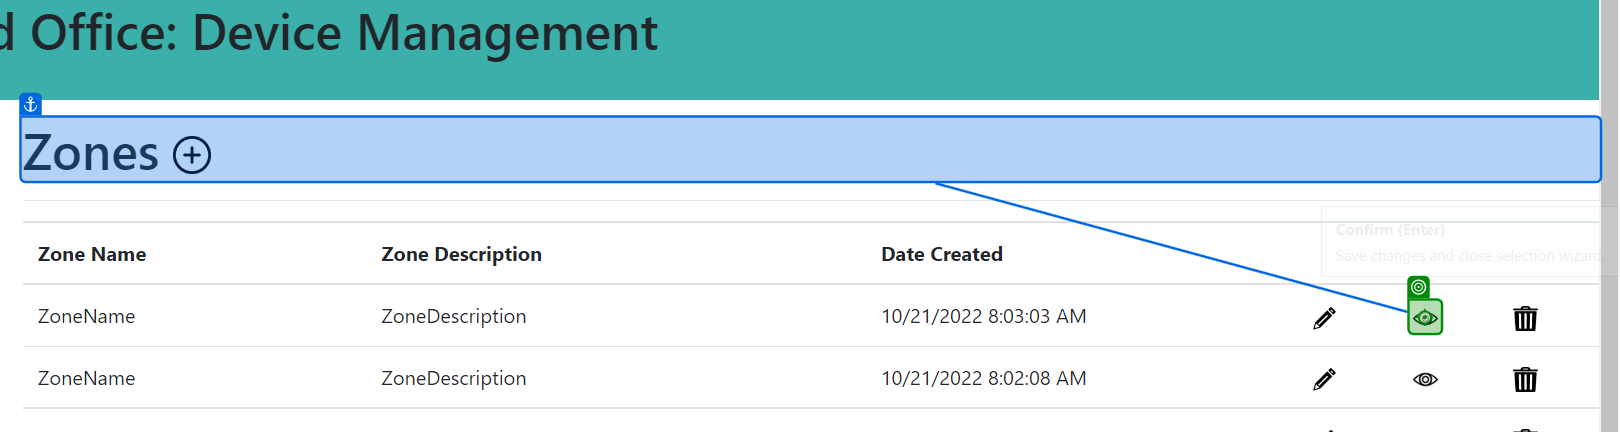 d Office: Device Management
Zones
Confirm (Enter)
Save changes and close selection wizard.
Zone Name Zone Description Date Created
ZoneName ZoneDescription 10/21/2022 8:03:03 AM
ZoneName ZoneDescription 10/21/2022 8:02:08 AM